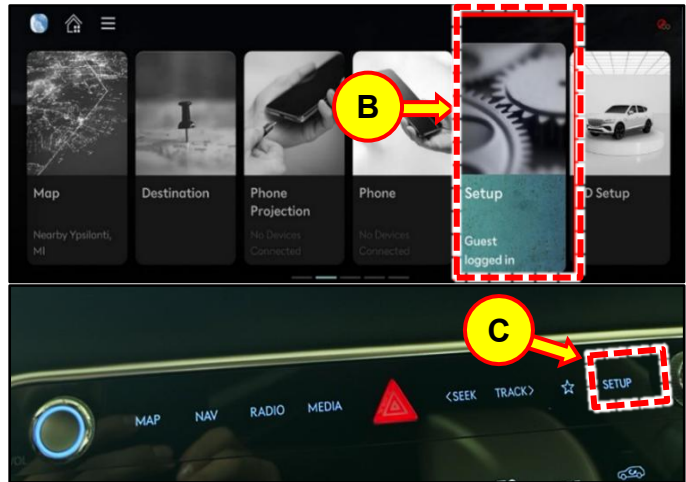 B
Map
Destination
Phone
Projection
Phone
Setup
D Setup
Nearby Ypsilanti,
MI
No Devices
Connected
No Devices
Connected
Guest
logged in
C
MAP
NAV
RADIO
MEDIA
<SEEK
TRACK>
SETUP